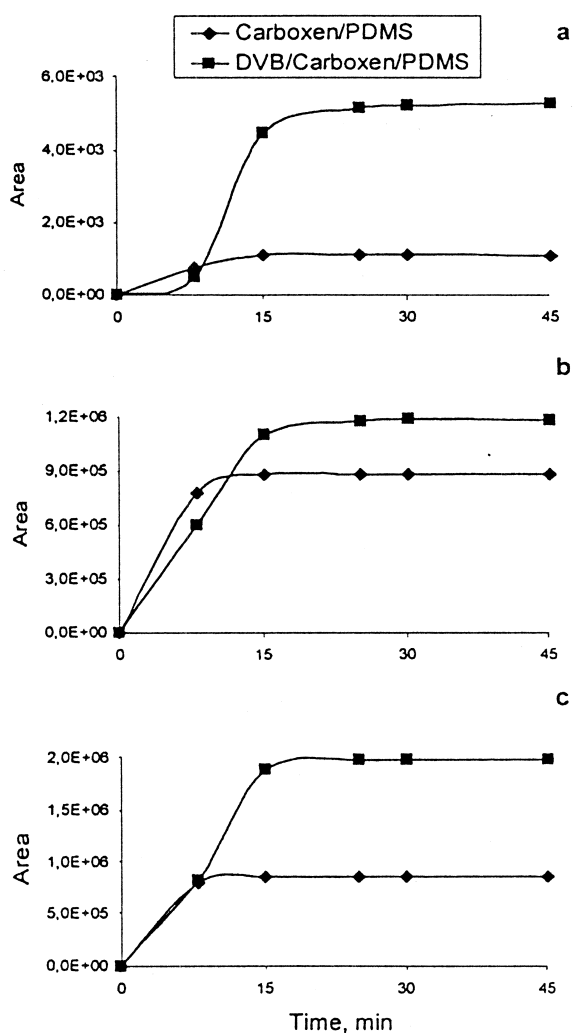 Carboxen/PDMS
DVB/Carboxen/PDMS
a
6,0E+03
4,0E+03
2,0E+03
0,0E+00
Area
0 15 30 45
b
1,2E+06
9,0E+05
6,0E+05
3,0E+05
0,0E+00
Area
0 15 30 45
c
2,0E+06
1,5E+06
1,0E+06
5,0E+05
0,0E+00
Area
0 15 30 45
Time, min